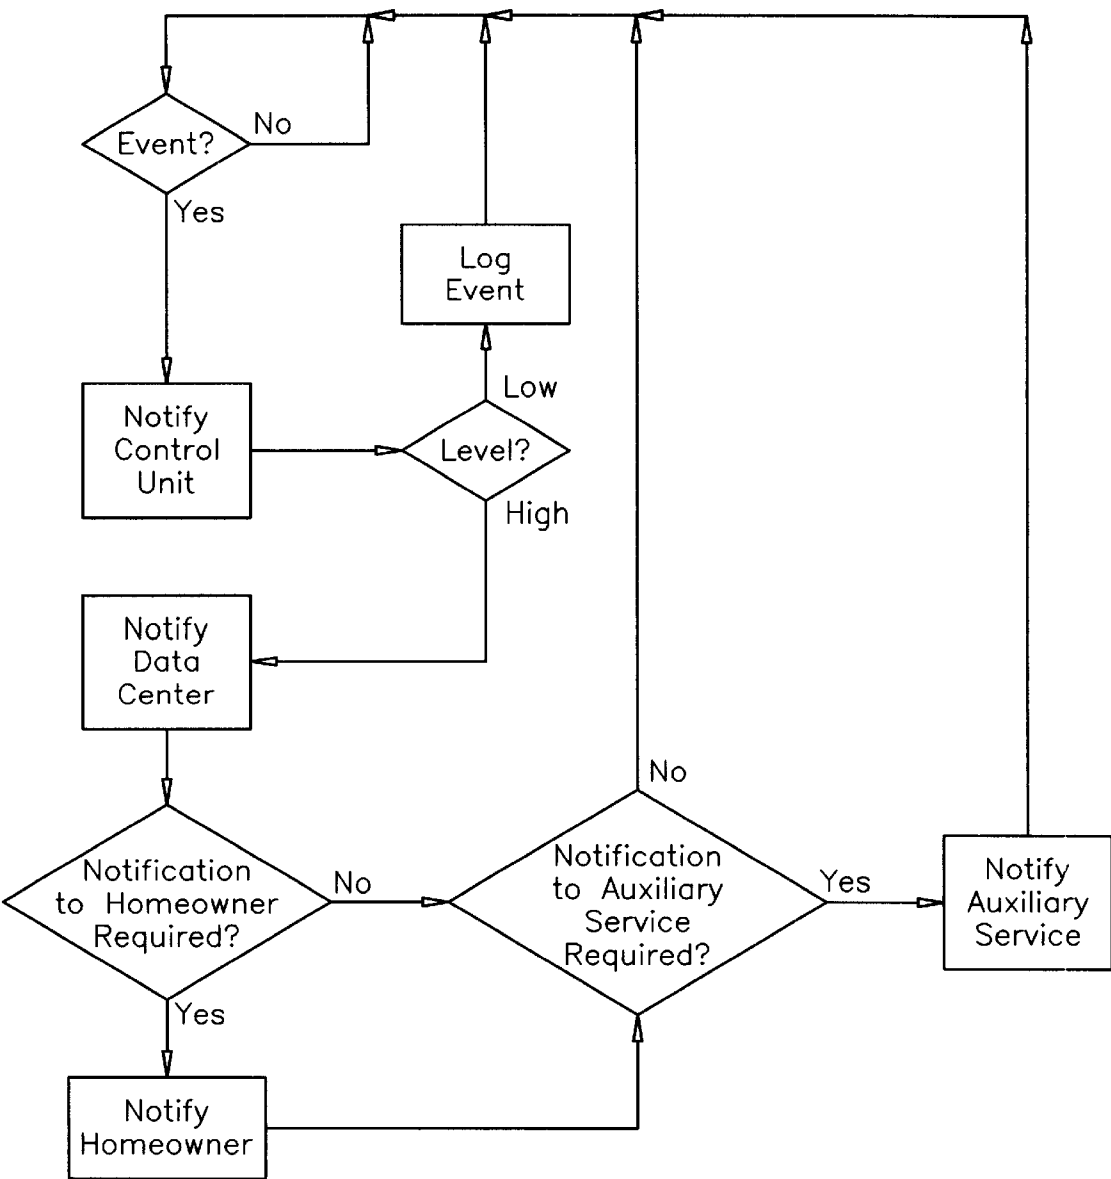 Event?
No
Yes
Log
Event
Low
Notify
Control
Unit
Level?
High
Notify
Data
Center
No
Notification
to Homeowner
Required?
No
Notification
to Auxiliary
Service
Required?
Yes
Notify
Auxiliary
Service
Yes
Notify
Homeowner